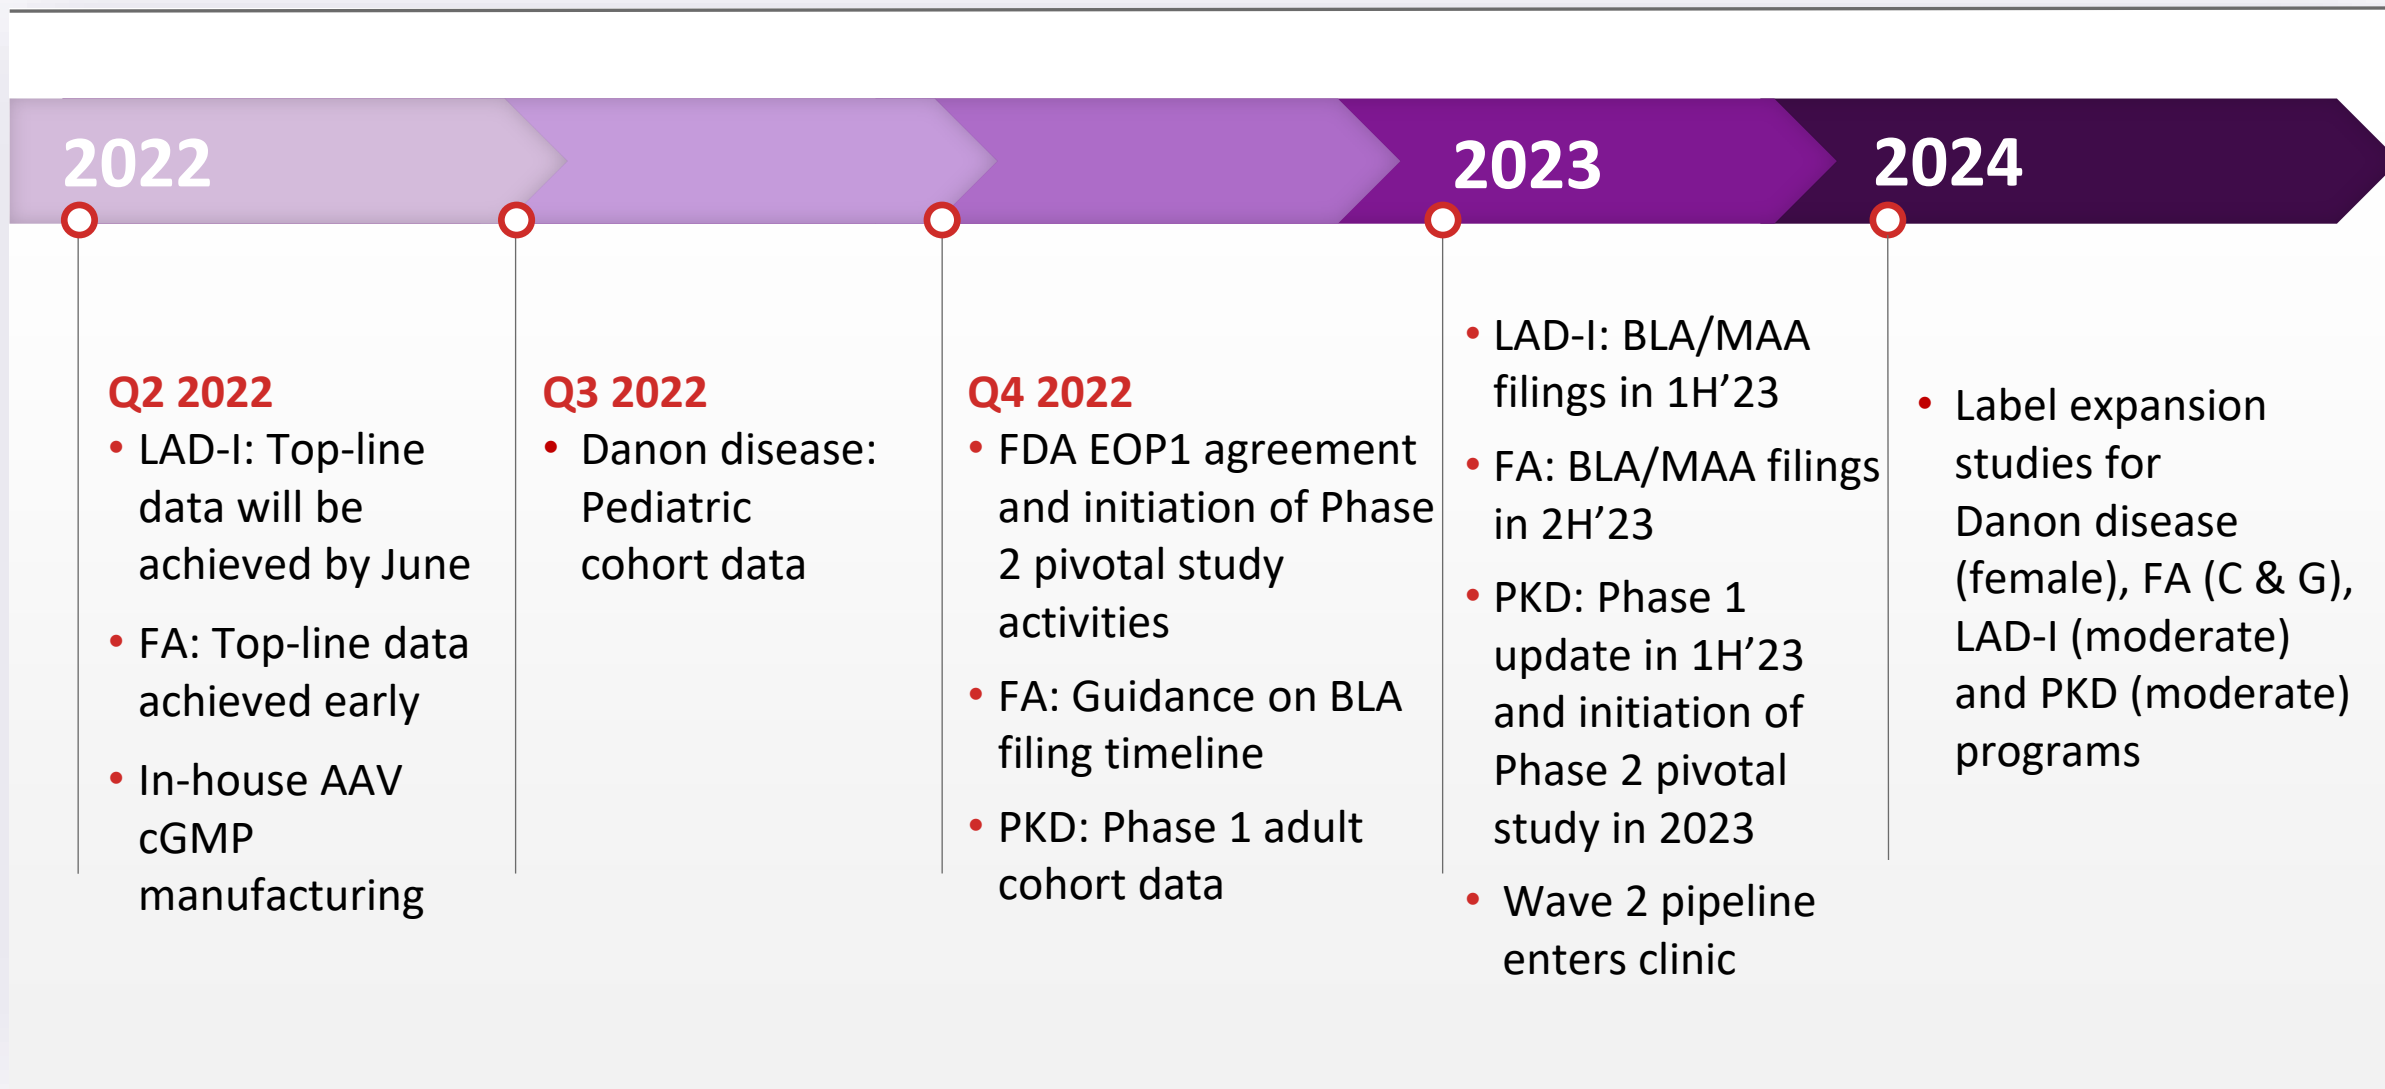 2022
2023
2024
Q2 2022
• LAD-I: Top-line
data will be
achieved by June
• FA: Top-line data
achieved early
• In-house AAV
cGMP
manufacturing
Q3 2022
• Danon disease:
Pediatric
cohort data
Q4 2022
• FDA EOP1 agreement
and initiation of Phase
2 pivotal study
activities
• FA: Guidance on BLA
filing timeline
• PKD: Phase 1 adult
cohort data
• LAD-I: BLA/MAA
filings in 1H’23
• FA: BLA/MAA filings
in 2H’23
• PKD: Phase 1
update in 1H’23
and initiation of
Phase 2 pivotal
study in 2023
• Wave 2 pipeline
enters clinic
• Label expansion
studies for
Danon disease
(female), FA (C & G),
LAD-I (moderate)
and PKD (moderate)
programs